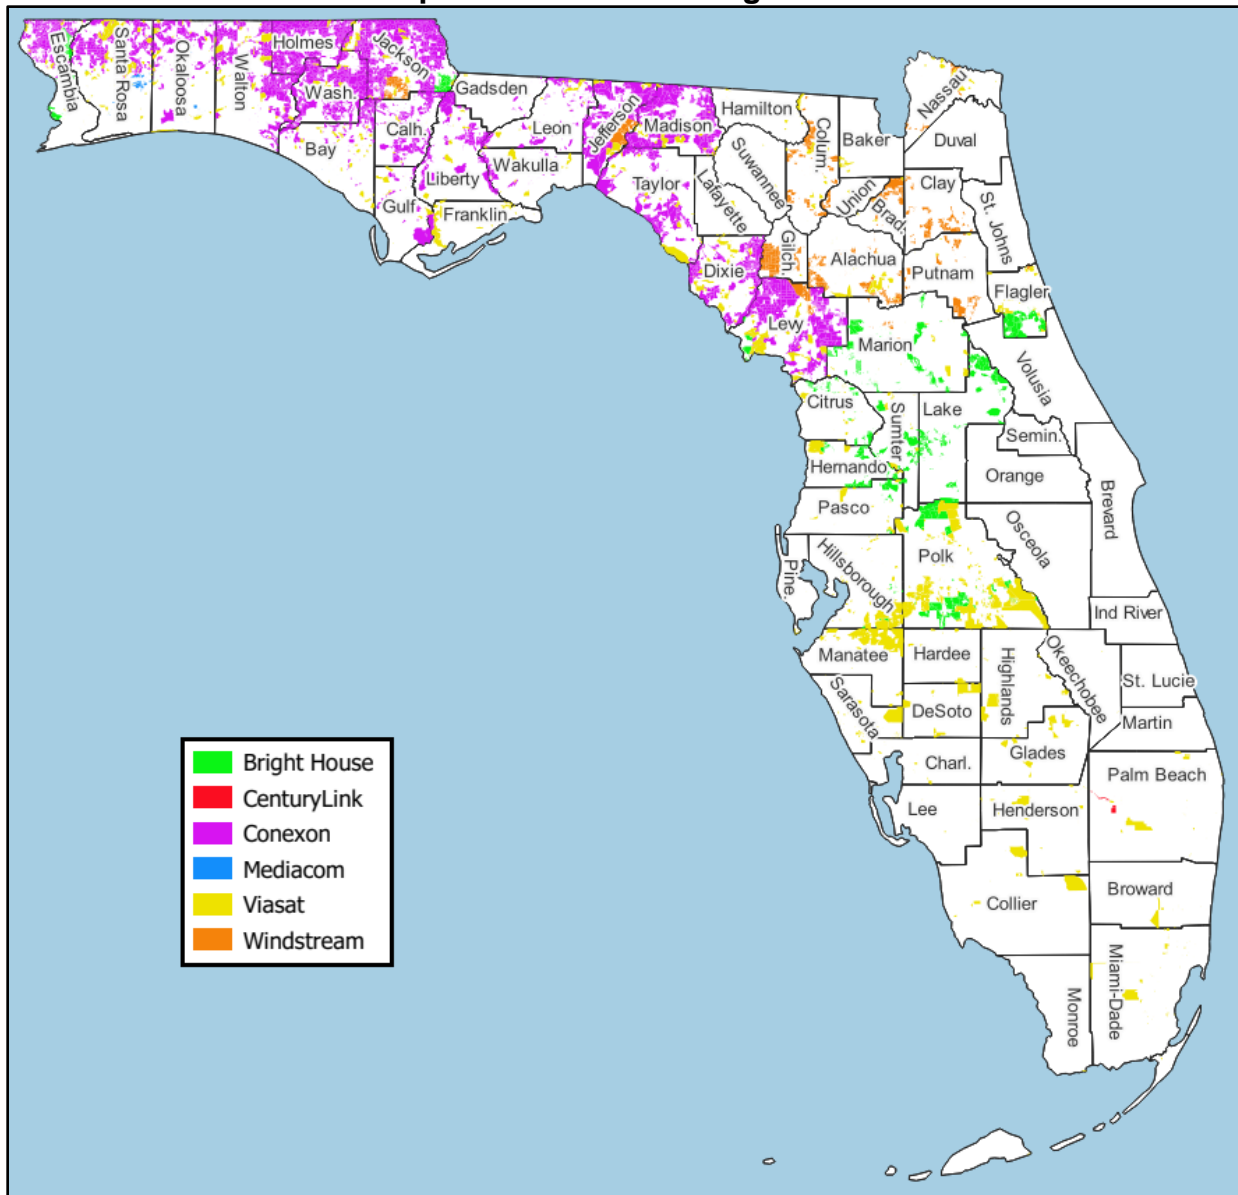 Escambia
Santa Rosa
Okaloosa
Walton
Holmes
Wash.
Jackson
Bay
Calh.
Gulf
Liberty
Gadsden
Leon
Wakulla
Franklin
Jefferson
Madison
Taylor
Hamilton
Suwannee
Lafayette
Dixie
Colum.
Gilch.
Levy
Baker
Union
Brad.
Alachua
Nassau
Duval
Clay
St. Johns
Putnam
Flagler
Marion
Volusia
Citrus
Sumter
Lake
Semin.
Hernando
Orange
Pasco
Brevard
Osceola
Hillsborough
Pine.
Polk
Ind River
Manatee
Hardee
Highlands
Okeechobee
St. Lucie
Sarasota
DeSoto
Martin
Charl.
Glades
Palm Beach
Lee
Henderson
Collier
Broward
Monroe
Miami-Dade
Bright House
CenturyLink
Conexon
Mediacom
Viasat
Windstream